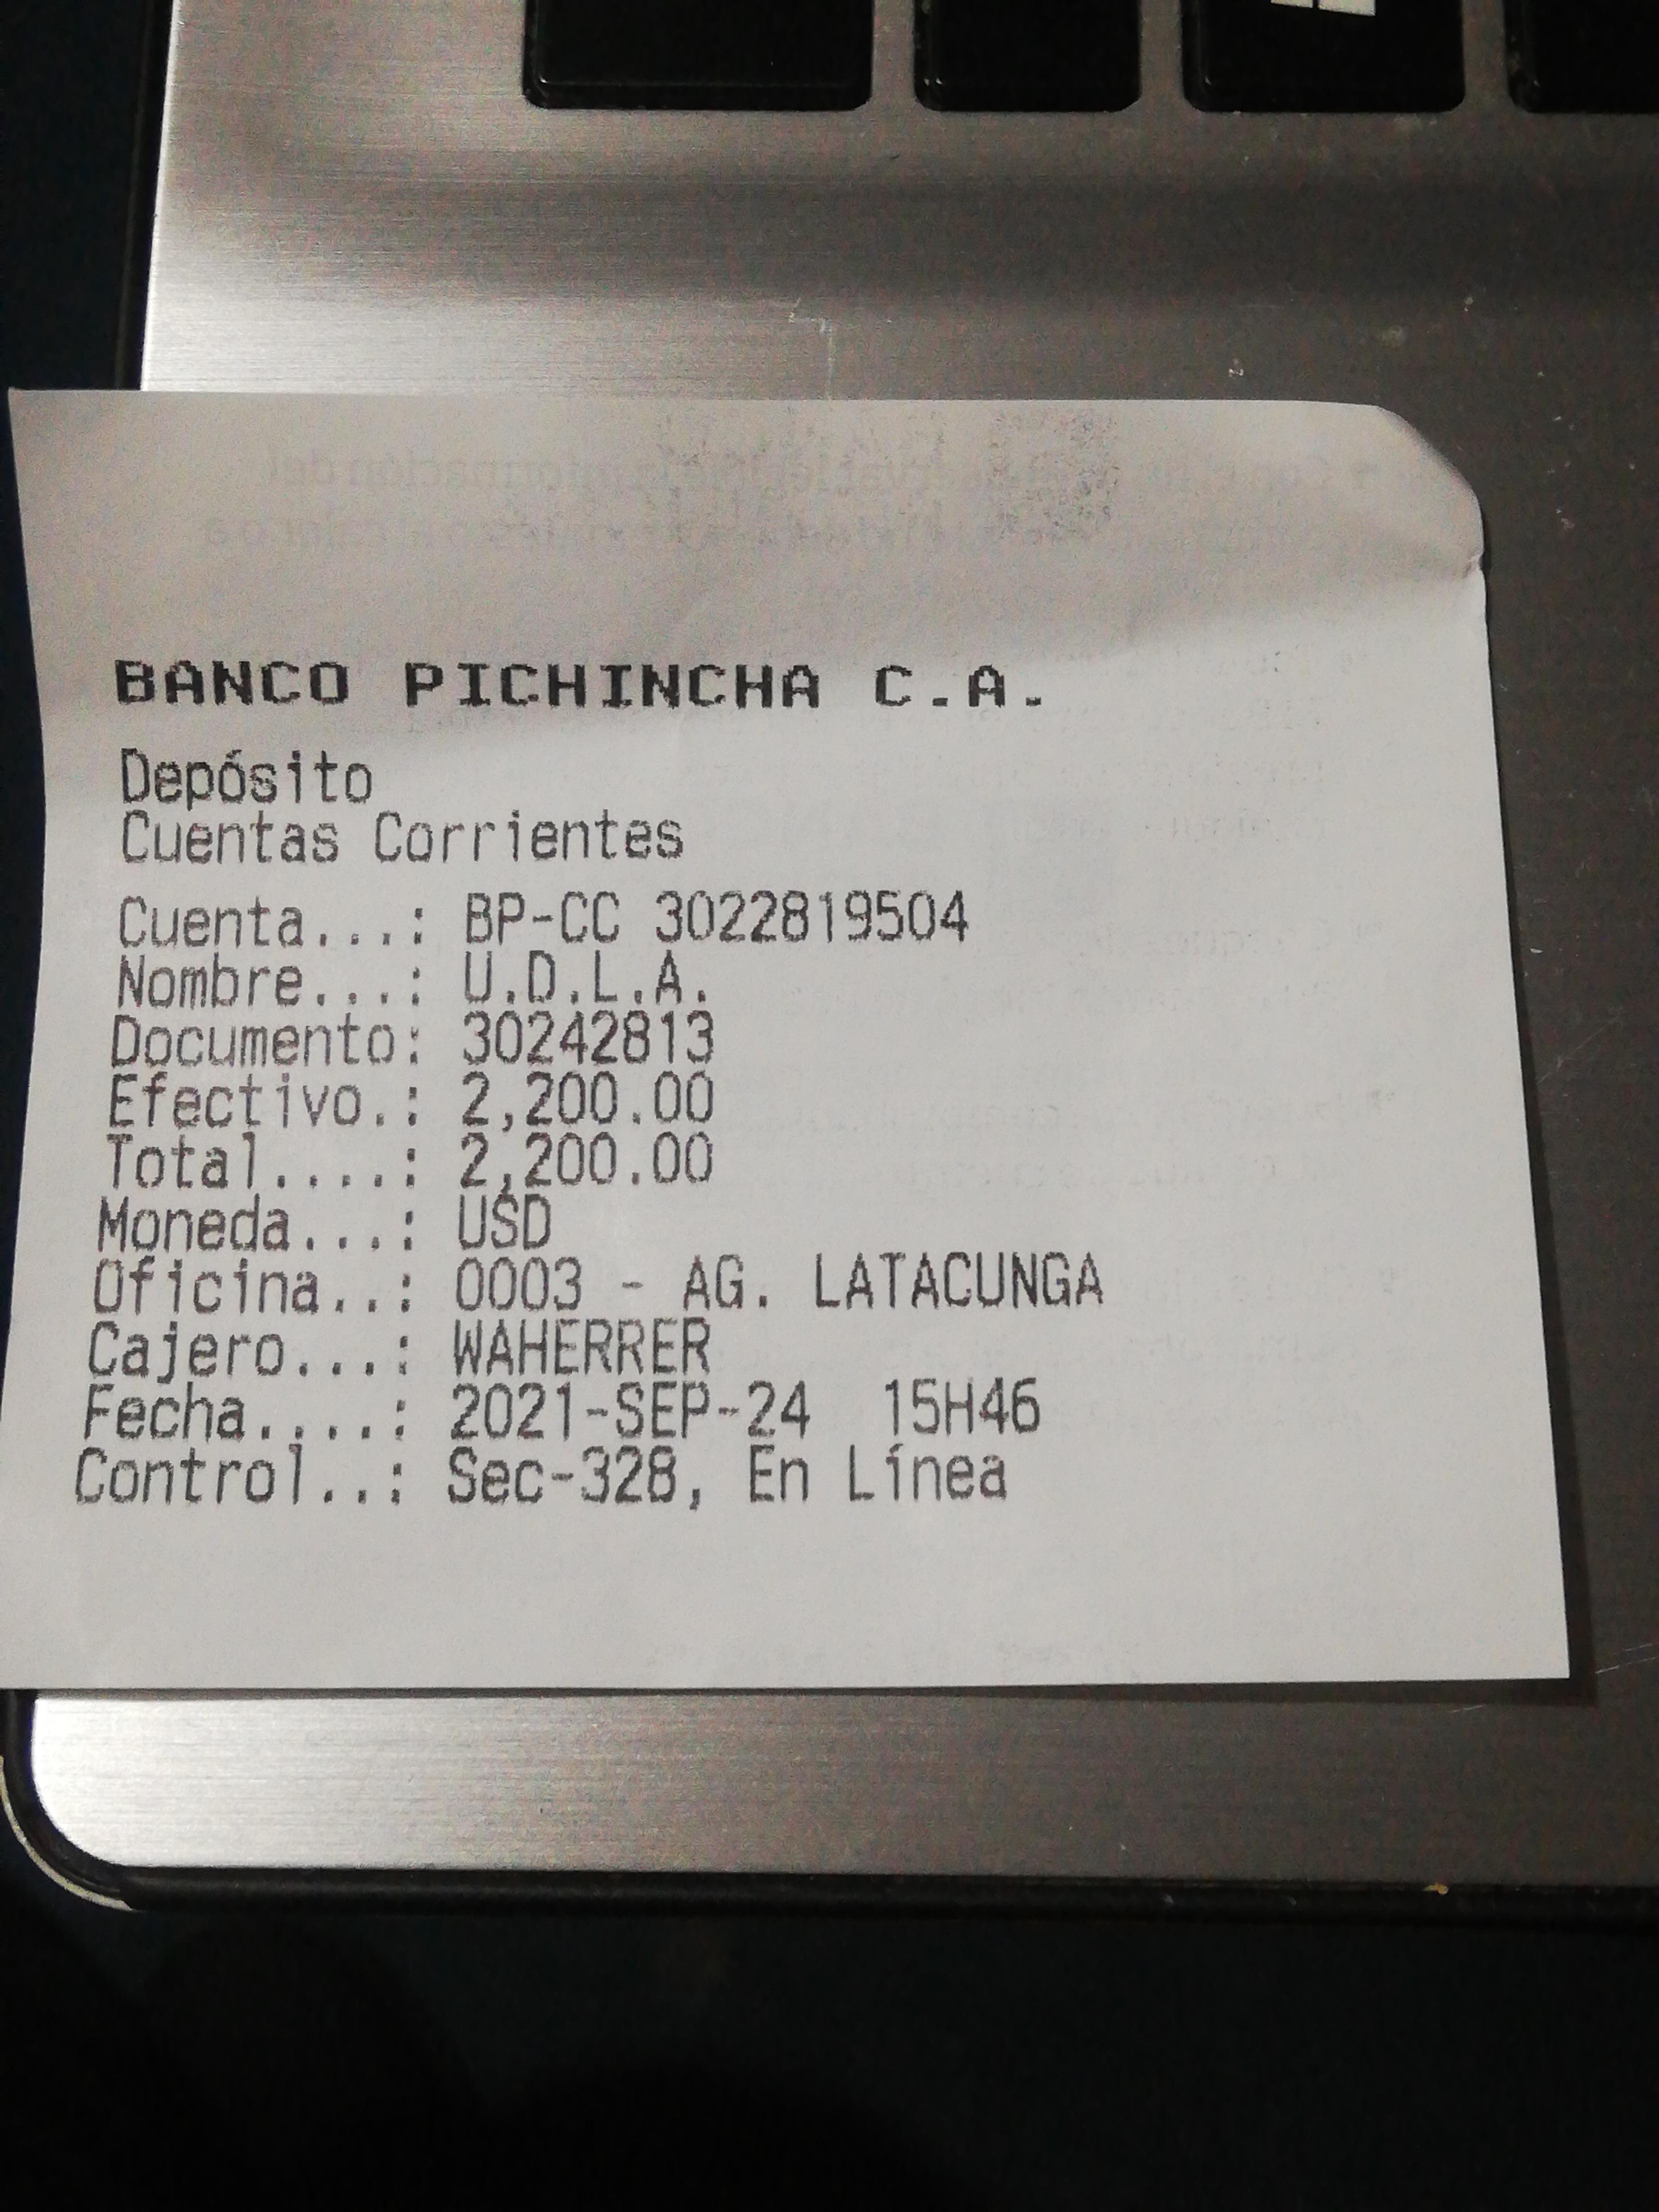 BANCO PICHINCHA C.A.
Depósito
Cuentas Corrientes
Cuenta...: BP-CC 3022819504
Nombre...: U.D.L.A.
Documento: 30242813
Efectivo.: 2,200.00
Total....: 2,200.00
Moneda...: USD
Oficina..: 0003 - AG. LATACUNGA
Cajero...: WAHERRER
Fecha....: 2021-SEP-24 15H46
Control..: Sec-328, En Línea